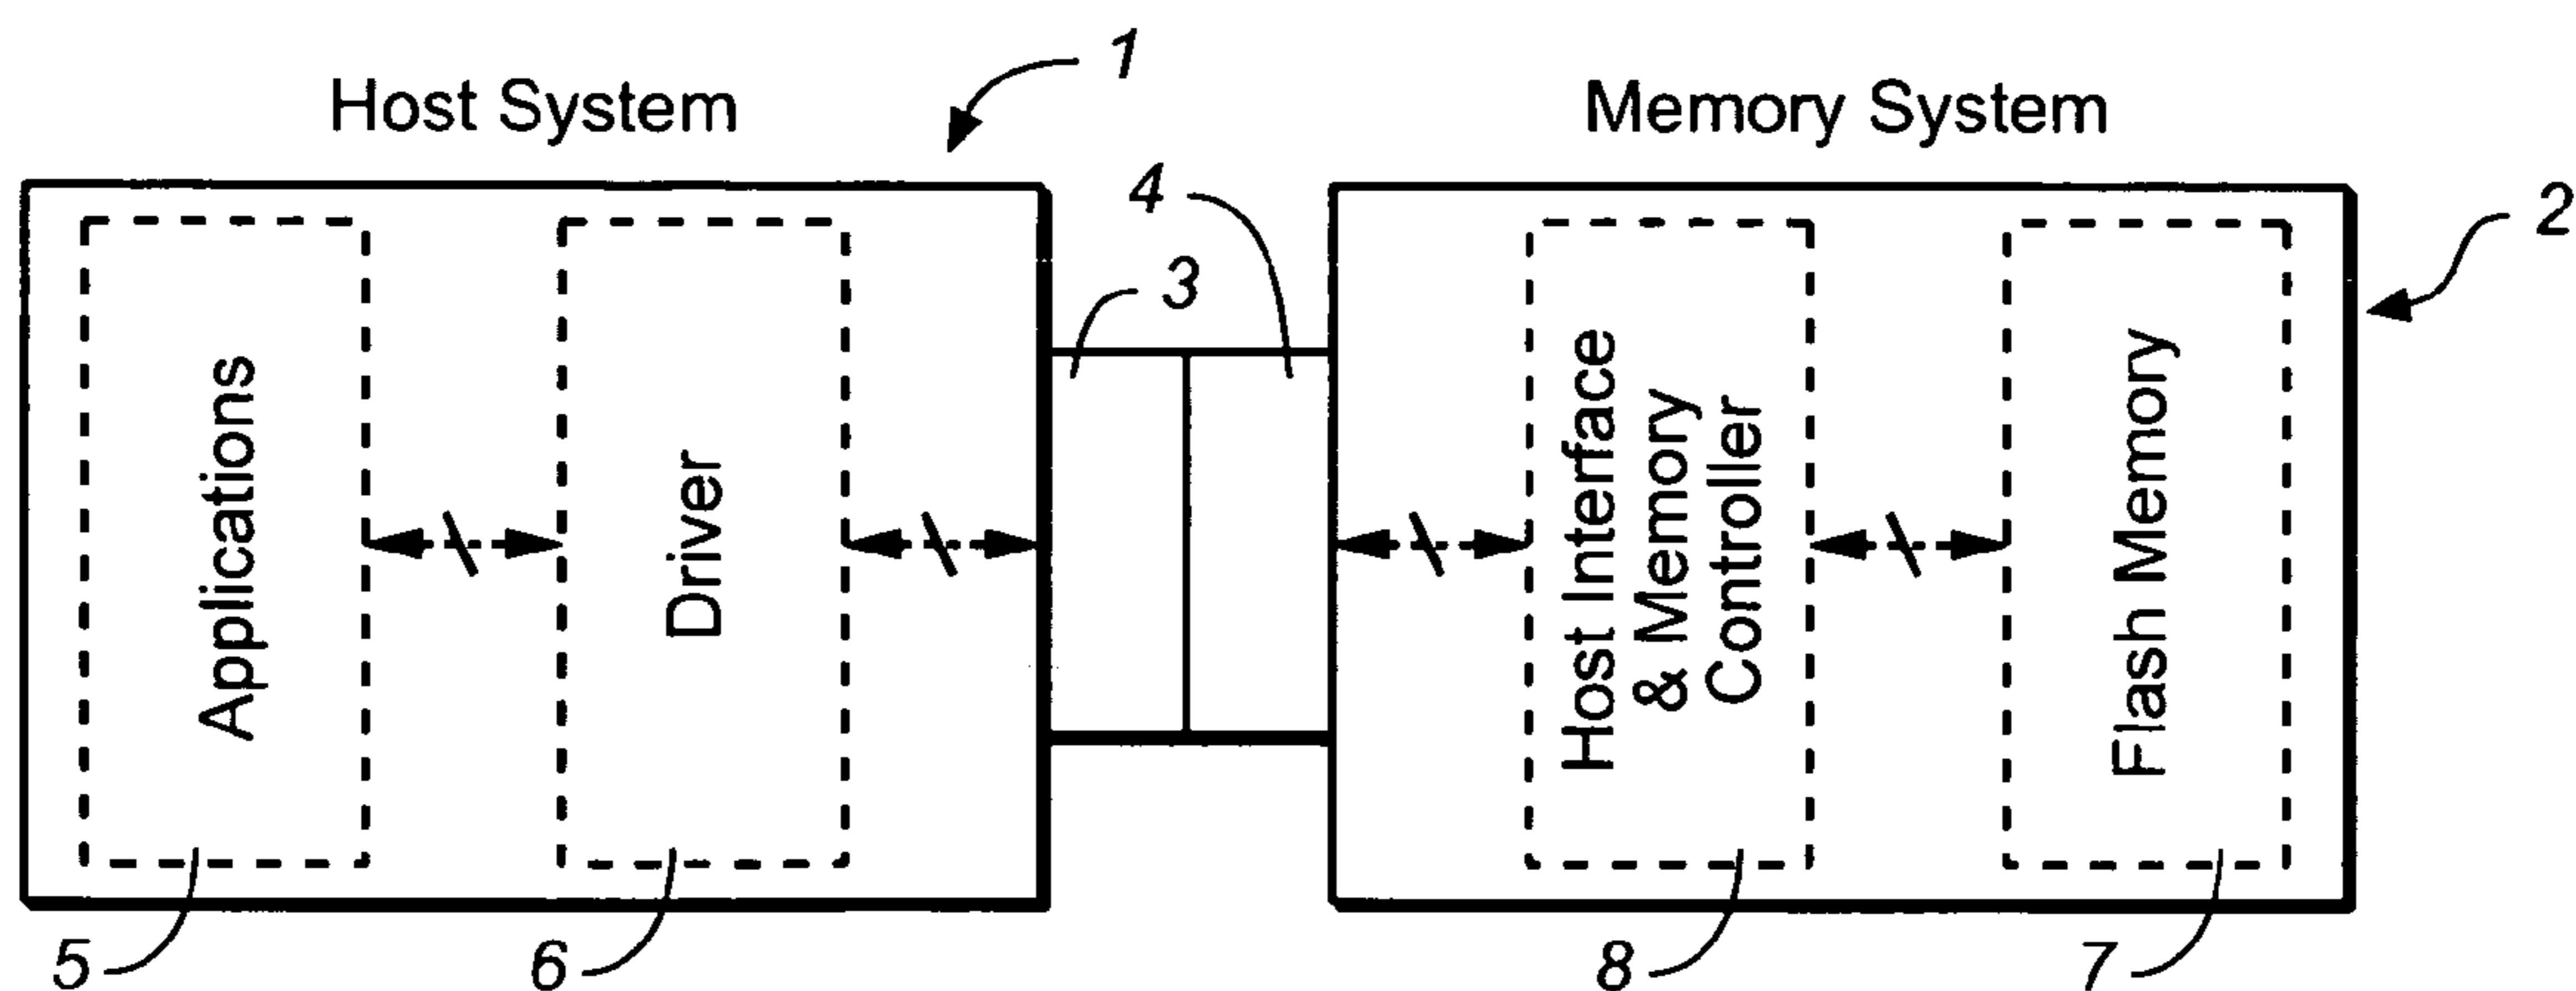 1
Host System
Memory System
4
2
3
Applications
Driver
Host Interface
& Memory
Controller
Flash Memory
5
6
8
7